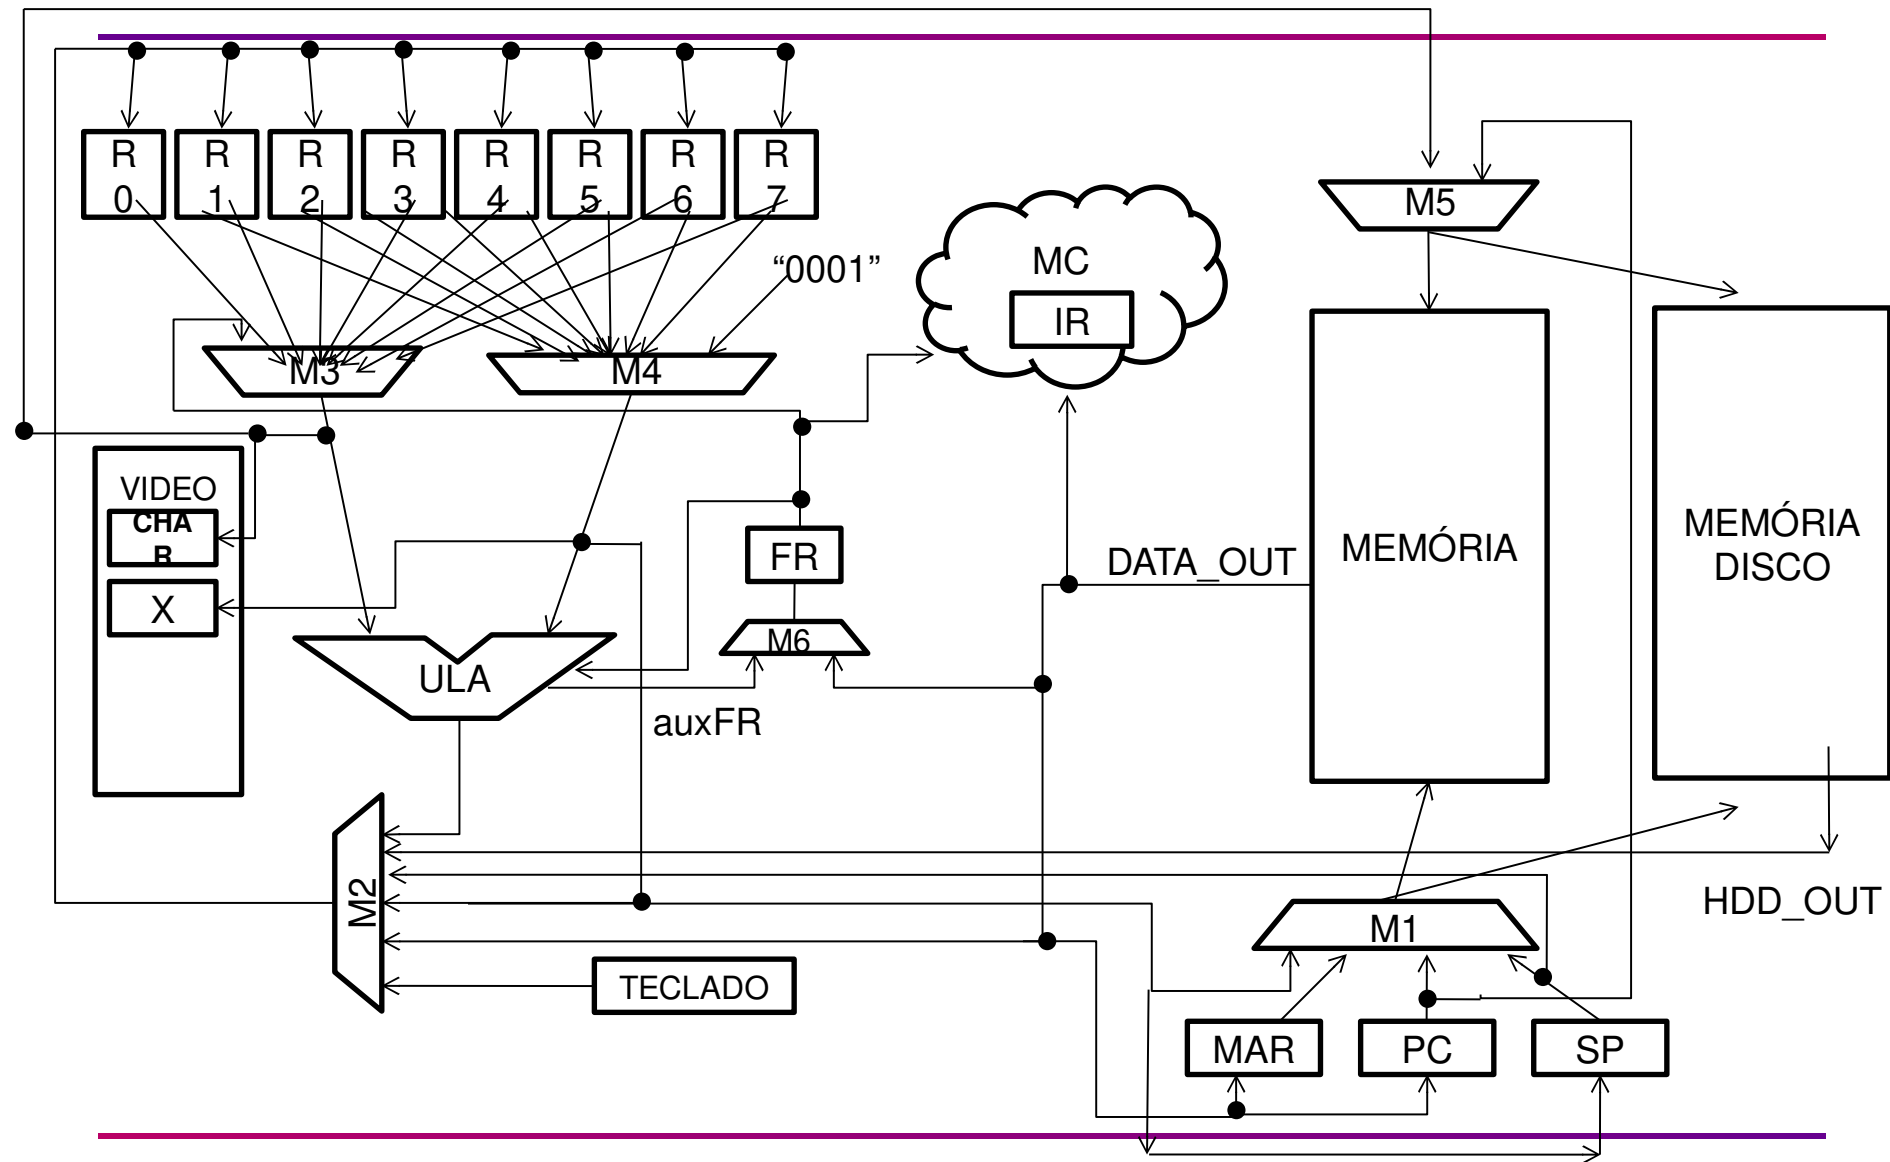 R R R R R R R R
0 1 2 3 4 5 6 7
M5
“0001”
MC
IR
M3
M4
VIDEO
CHA
R
X
FR
DATA_OUT
MEMÓRIA
MEMÓRIA
DISCO
M6
ULA
auxFR
M2
HDD_OUT
M1
TECLADO
MAR
PC
SP